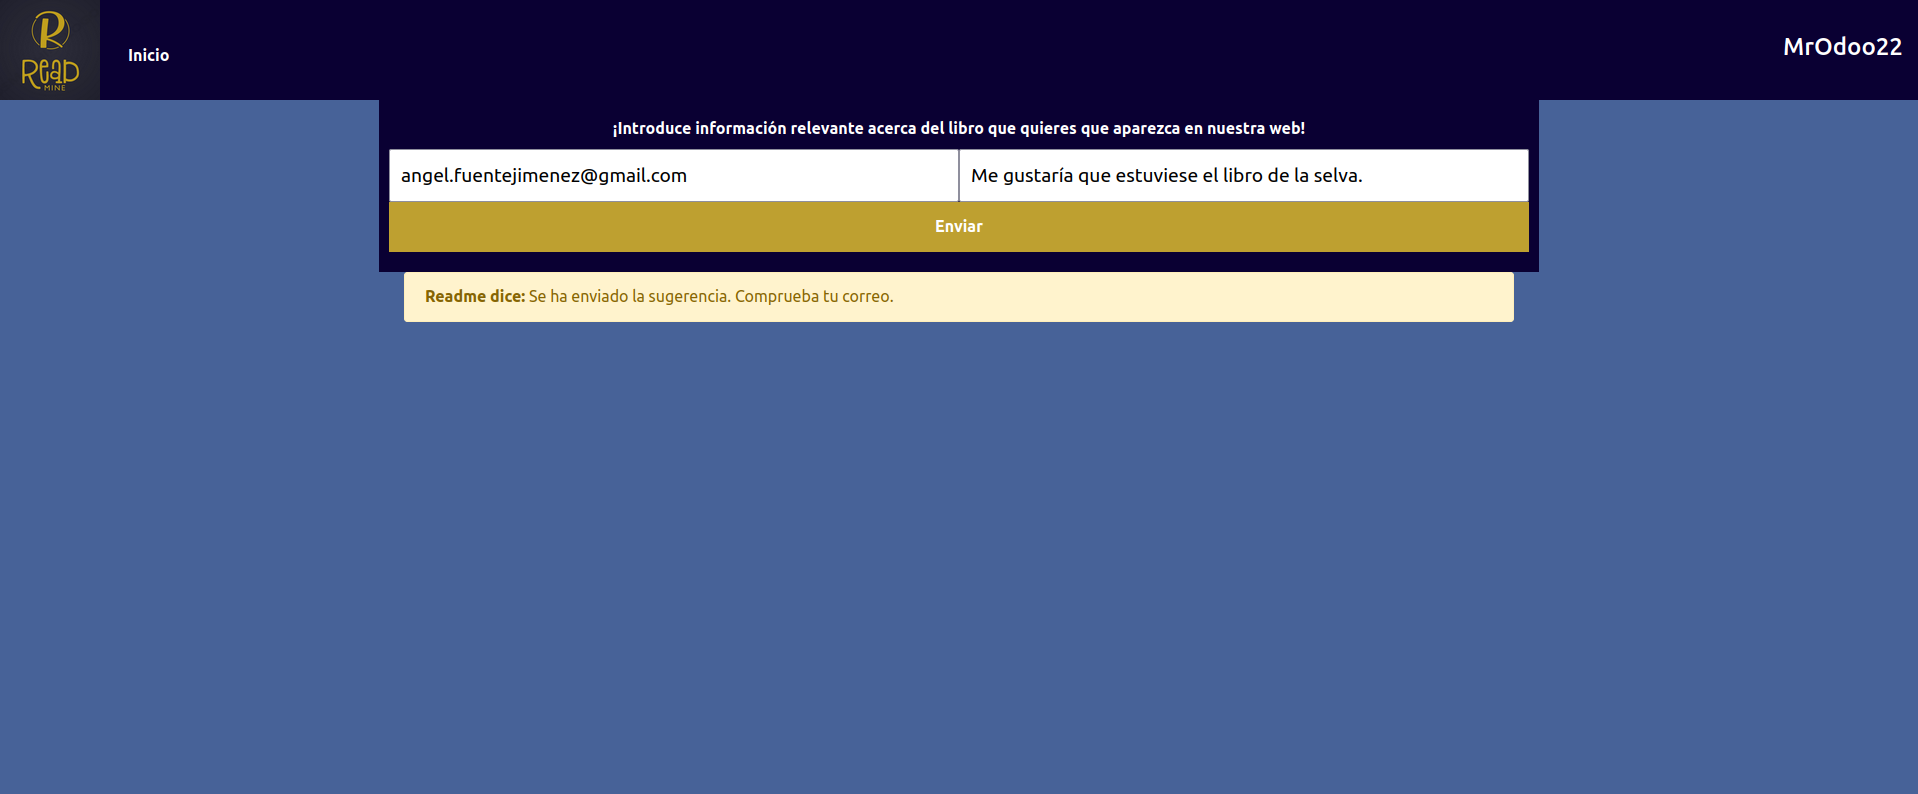 R
READ
MINE
Inicio
MrOdoo22
¡Introduce información relevante acerca del libro que quieres que aparezca en nuestra web!
angel.fuentejimenez@gmail.com
Me gustaría que estuviese el libro de la selva.
Enviar
Readme dice: Se ha enviado la sugerencia. Comprueba tu correo.